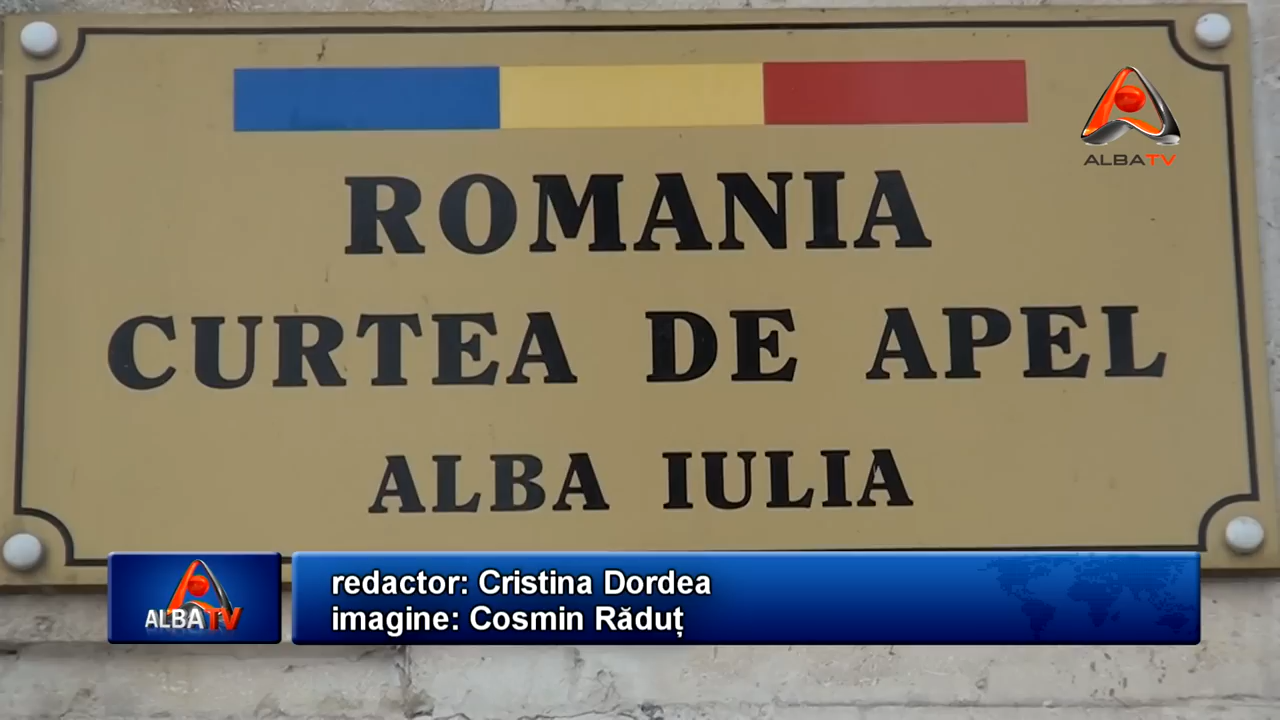 ALBATV
ROMANIA
CURTEA DE APEL
ALBA IULIA
ALBATV
redactor: Cristina Dordea
imagine: Cosmin Răduț